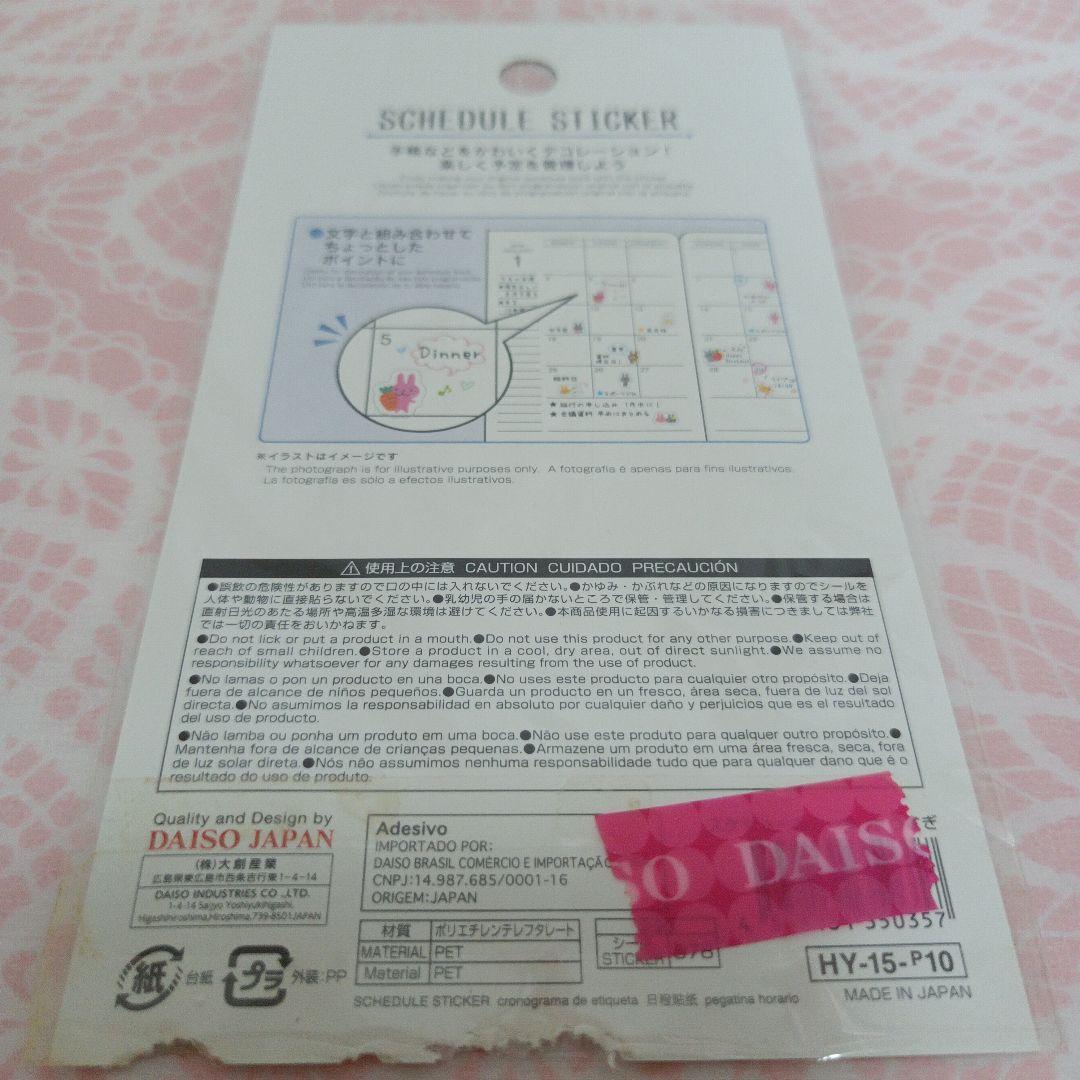 SCHEDULE STICKER
手帳などをかわいくデコレーション!
楽しく予定を管理しよう
●文字と組み合わせて
ちょっとした
ポイントに
1
5
Dinner
※イラストはイメージです
The photograph is for illustrative purposes only. A fotografia é apenas para fins ilustrativos.
La fotografía es sólo a efectos ilustrativos.
⚠ 使用上の注意 CAUTION CUIDADO PRECAUCIÓN
●誤飲の危険性がありますので口の中には入れないでください。●かゆみ・かぶれなどの原因になりますのでシールを
人体や動物に直接貼らないでください。●乳幼児の手の届かないところで保管・管理してください。●保管する場合は
直射日光のあたる場所や高温多湿な環境は避けてください。●本商品使用に起因するいかなる損害につきましては弊社
では一切の責任をおいかねます。
●Do not lick or put a product in a mouth.●Do not use this product for any other purpose.●Keep out of
reach of small children.●Store a product in a cool, dry area, out of direct sunlight.●We assume no
responsibility whatsoever for any damages resulting from the use of product.
●No lamas o pon un producto en una boca.●No uses este producto para cualquier otro propósito.●Deja
fuera de alcance de niños pequeños.●Guarda un producto en un fresco, área seca, fuera de luz del sol
directa.●No asumimos la responsabilidad en absoluto por cualquier daño y perjuicios que es el resultado
del uso de producto.
●Não lamba ou ponha um produto em uma boca.●Não use este produto para qualquer outro propósito.●
Mantenha fora de alcance de crianças pequenas.●Armazene um produto em uma área fresca, seca, fora
de luz solar direta.●Nós não assumimos nenhuma responsabilidade tudo que para qualquer dano que é o
resultado do uso de produto.
Quality and Design by
DAISO JAPAN
(株)大創産業
広島県東広島市西条吉行東1-4-14
DAISO INDUSTRIES CO.,LTD.
1-4-14 Saijyo Yoshiyukihigashi,
Higashihiroshima,Hiroshima,739-8501JAPAN
Adesivo
IMPORTADO POR:
DAISO BRASIL COMÉRCIO E IMPORTAÇÃO
CNPJ:14.987.685/0001-16
ORIGEM:JAPAN
SO DAISO
ぎ
350357
材質 ポリエチレンテレフタレート
MATERIAL PET
Material PET
シー
STICKER
HY-15-P10
MADE IN JAPAN
紙 台紙 プラ 外装:PP
SCHEDULE STICKER cronograma de etiqueta 日程貼紙 pegatina horario